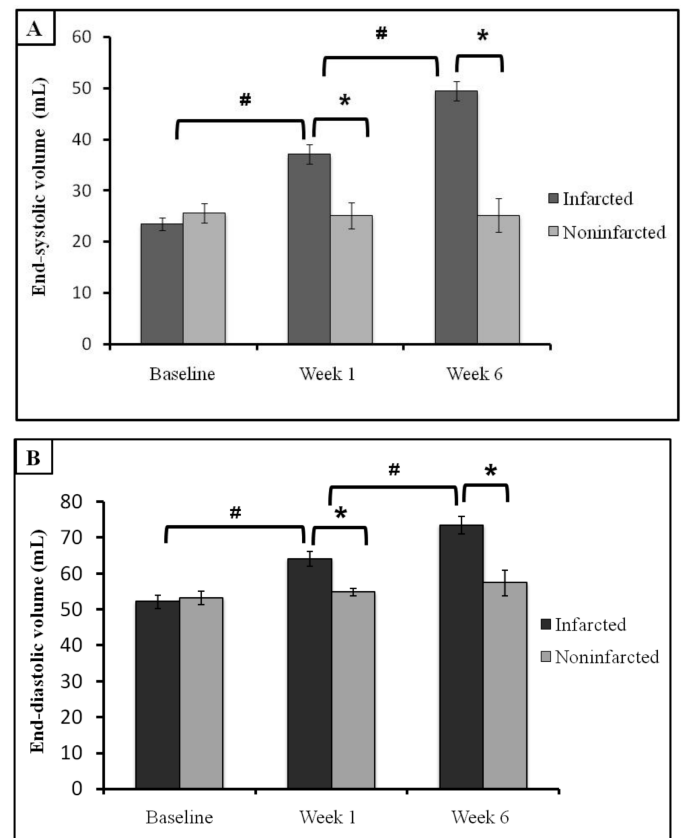 A
End-systolic volume (mL)
60
50
40
30
20
10
0
#
*
#
*
Infarcted
Noninfarcted
Baseline
Week 1
Week 6
B
End-diastolic volume (mL)
80
70
60
50
40
30
20
10
0
#
*
#
*
Infarcted
Noninfarcted
Baseline
Week 1
Week 6